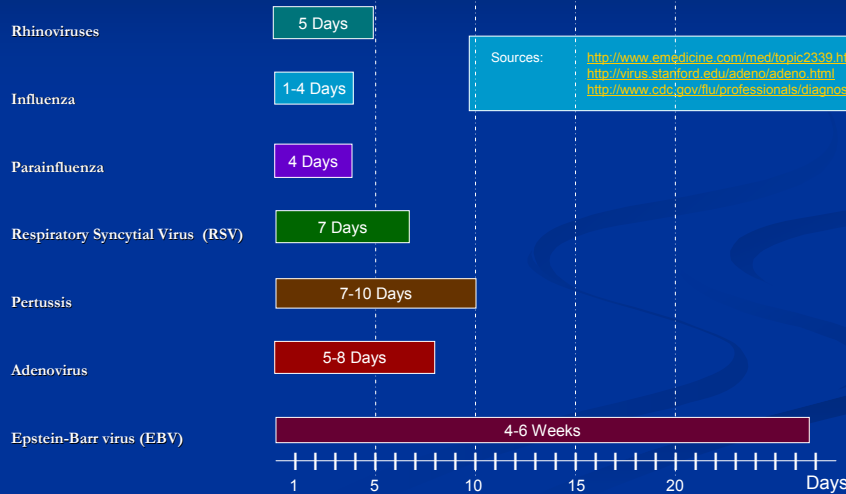 Rhinoviruses
5 Days
Sources: http://www.emedicine.com/med/topic2339.ht
http://virus.stanford.edu/adeno/adeno.html
http://www.cdc.gov/flu/professionals/diagnos
Influenza
1-4 Days
Parainfluenza
4 Days
Respiratory Syncytial Virus (RSV)
7 Days
Pertussis
7-10 Days
Adenovirus
5-8 Days
Epstein-Barr virus (EBV)
4-6 Weeks
1 5 10 15 20 Days